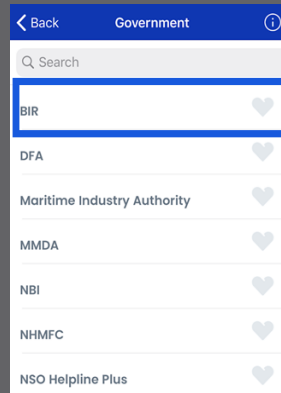 Back Government
Search
BIR
DFA
Maritime Industry Authority
MMDA
NBI
NHMFC
NSO Helpline Plus